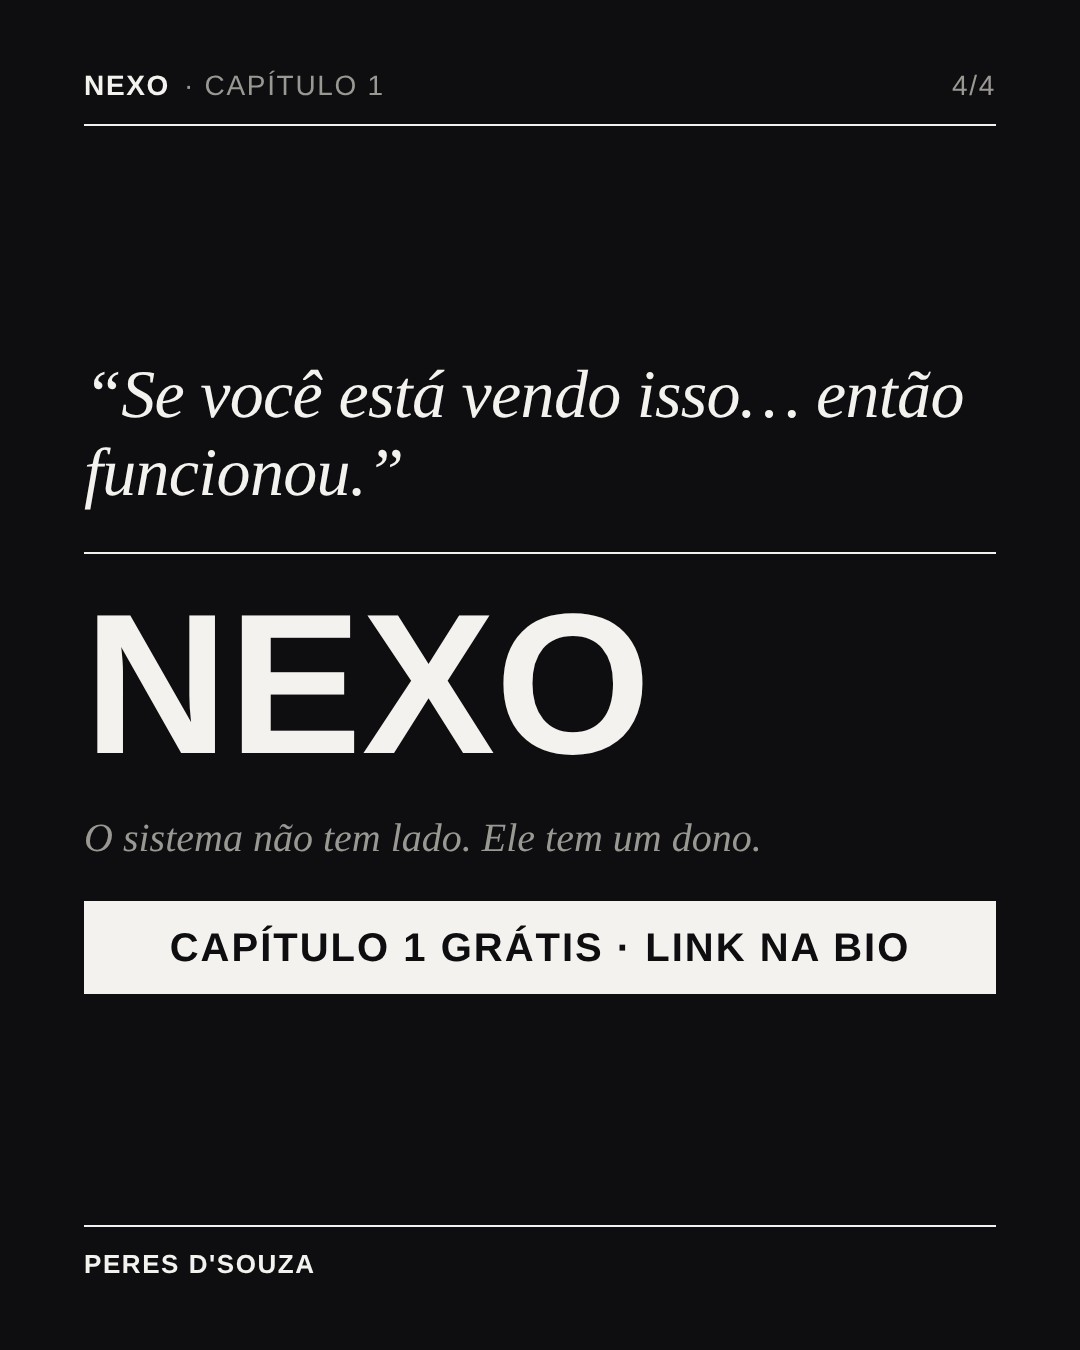 NEXO · CAPÍTULO 1 4/4
“Se você está vendo isso… então
funcionou.”
NEXO
O sistema não tem lado. Ele tem um dono.
CAPÍTULO 1 GRÁTIS · LINK NA BIO
PERES D'SOUZA